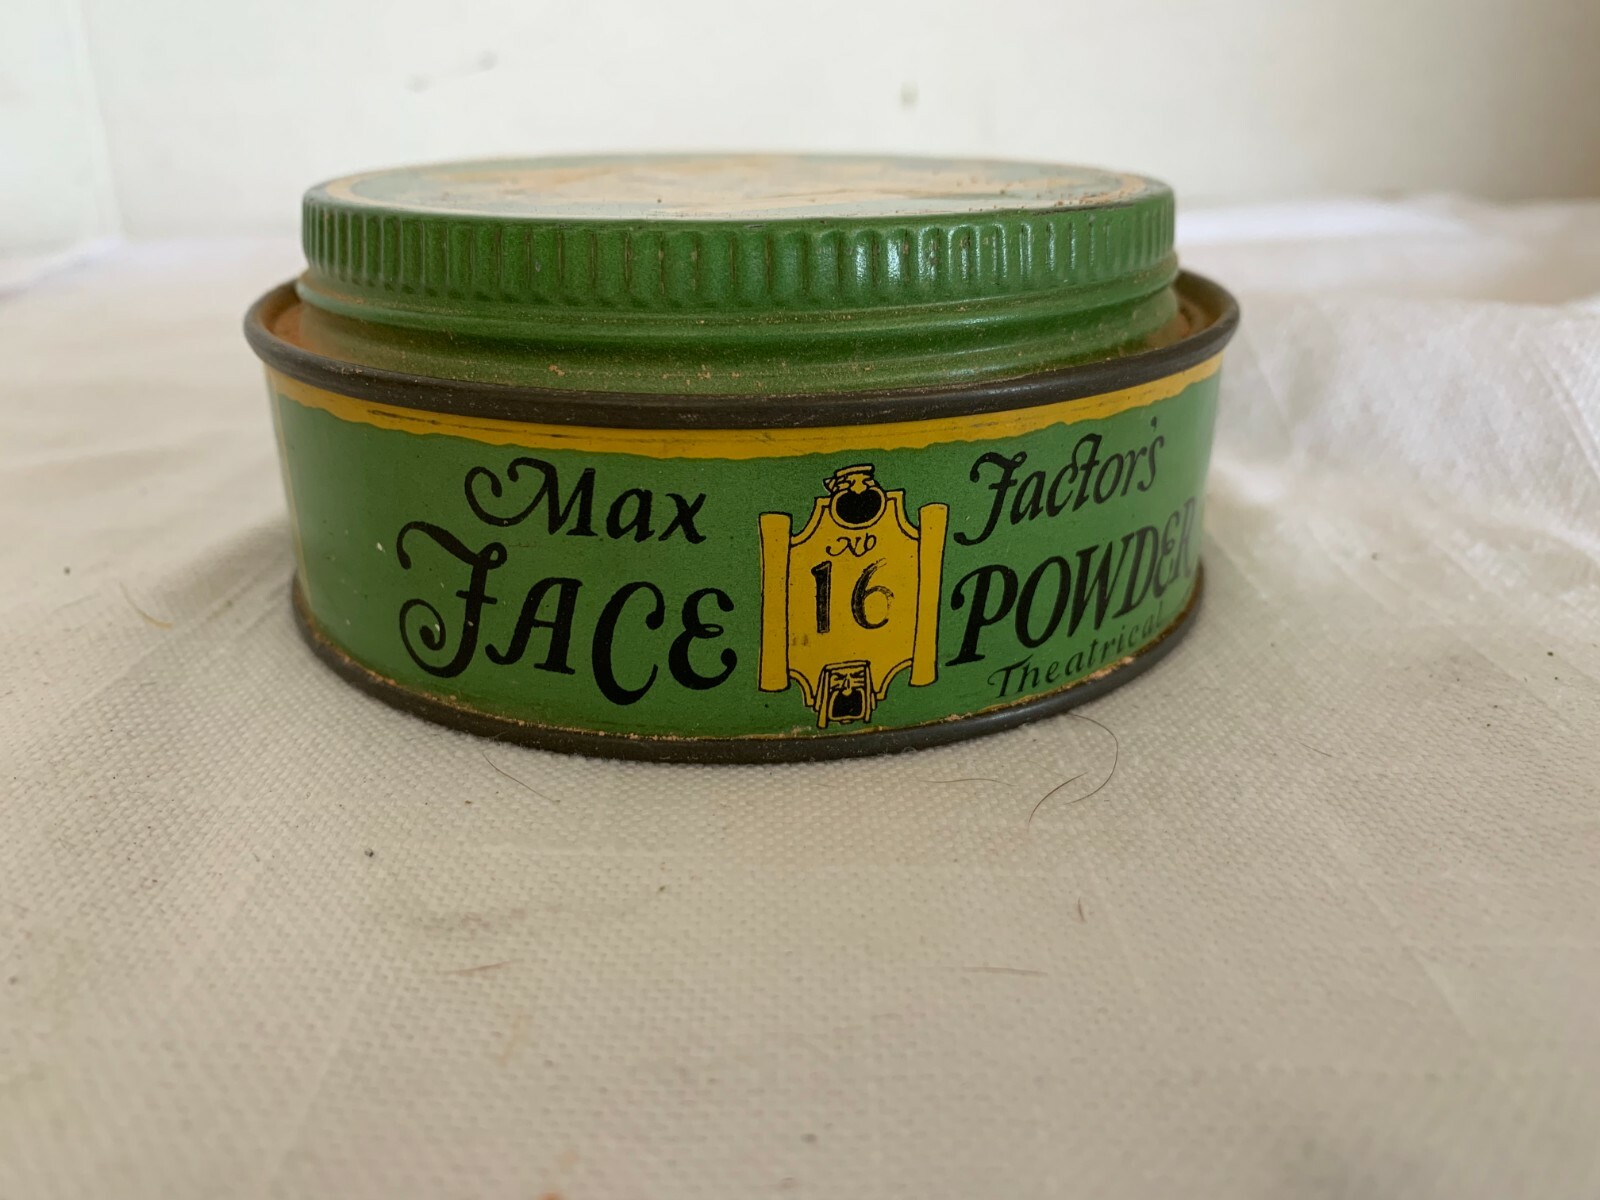 Max Factor's
FACE POWDER
Theatrical
No
16